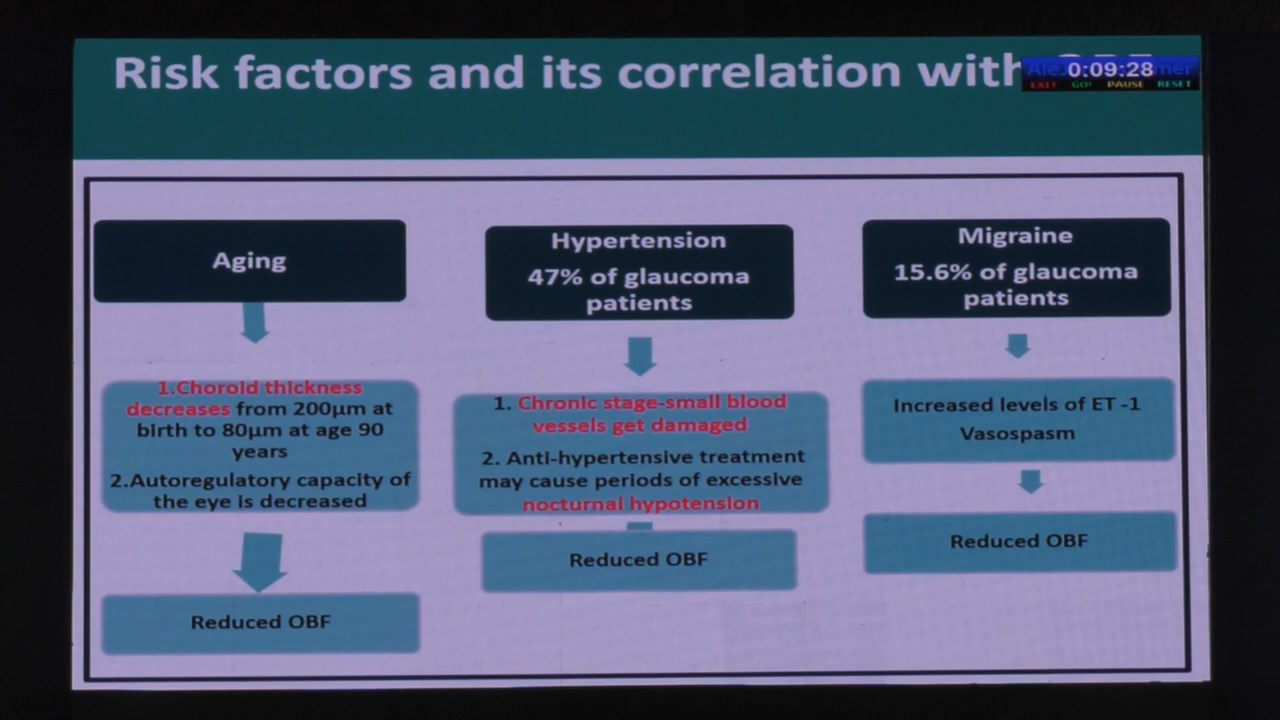 Risk factors and its correlation with
0:09:28
EXIT GO! PAUSE RESET
Aging
1.Choroid thickness
decreases from 200µm at
birth to 80µm at age 90
years
2.Autoregulatory capacity of
the eye is decreased
Reduced OBF
Hypertension
47% of glaucoma
patients
1. Chronic stage-small blood
vessels get damaged
2. Anti-hypertensive treatment
may cause periods of excessive
nocturnal hypotension
Reduced OBF
Migraine
15.6% of glaucoma
patients
Increased levels of ET -1
Vasospasm
Reduced OBF